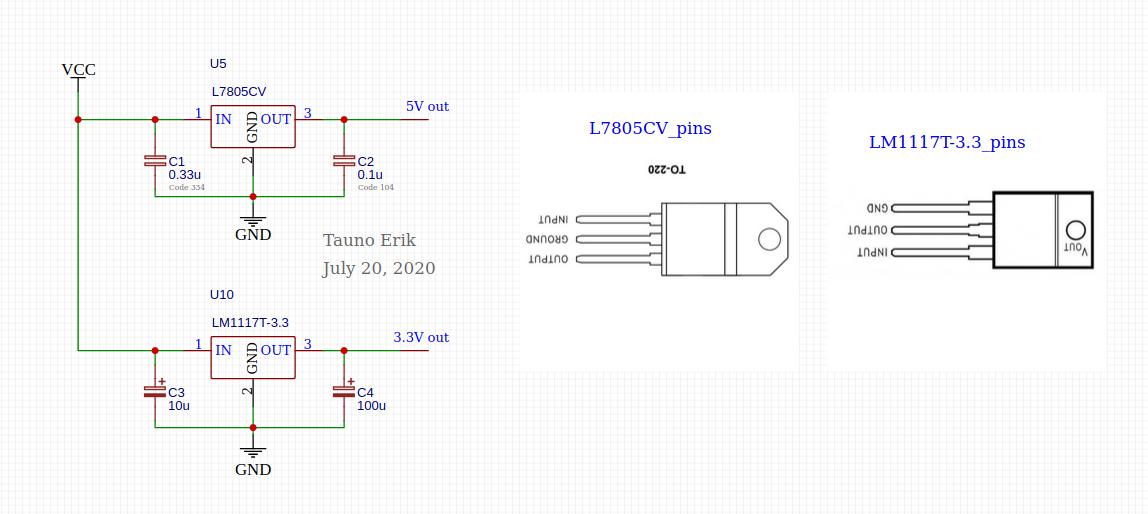 VCC
U5
L7805CV
1 IN GND OUT 3
2
5V out
C1
0.33u
Code 334
C2
0.1u
Code 104
GND
Tauno Erik
July 20, 2020
U10
LM1117T-3.3
1 IN GND OUT 3
2
3.3V out
+
C3
10u
+
C4
100u
GND
L7805CV_pins
TO-220
INPUT
GROUND
OUTPUT
LM1117T-3.3_pins
GND
OUTPUT
INPUT
VOUT